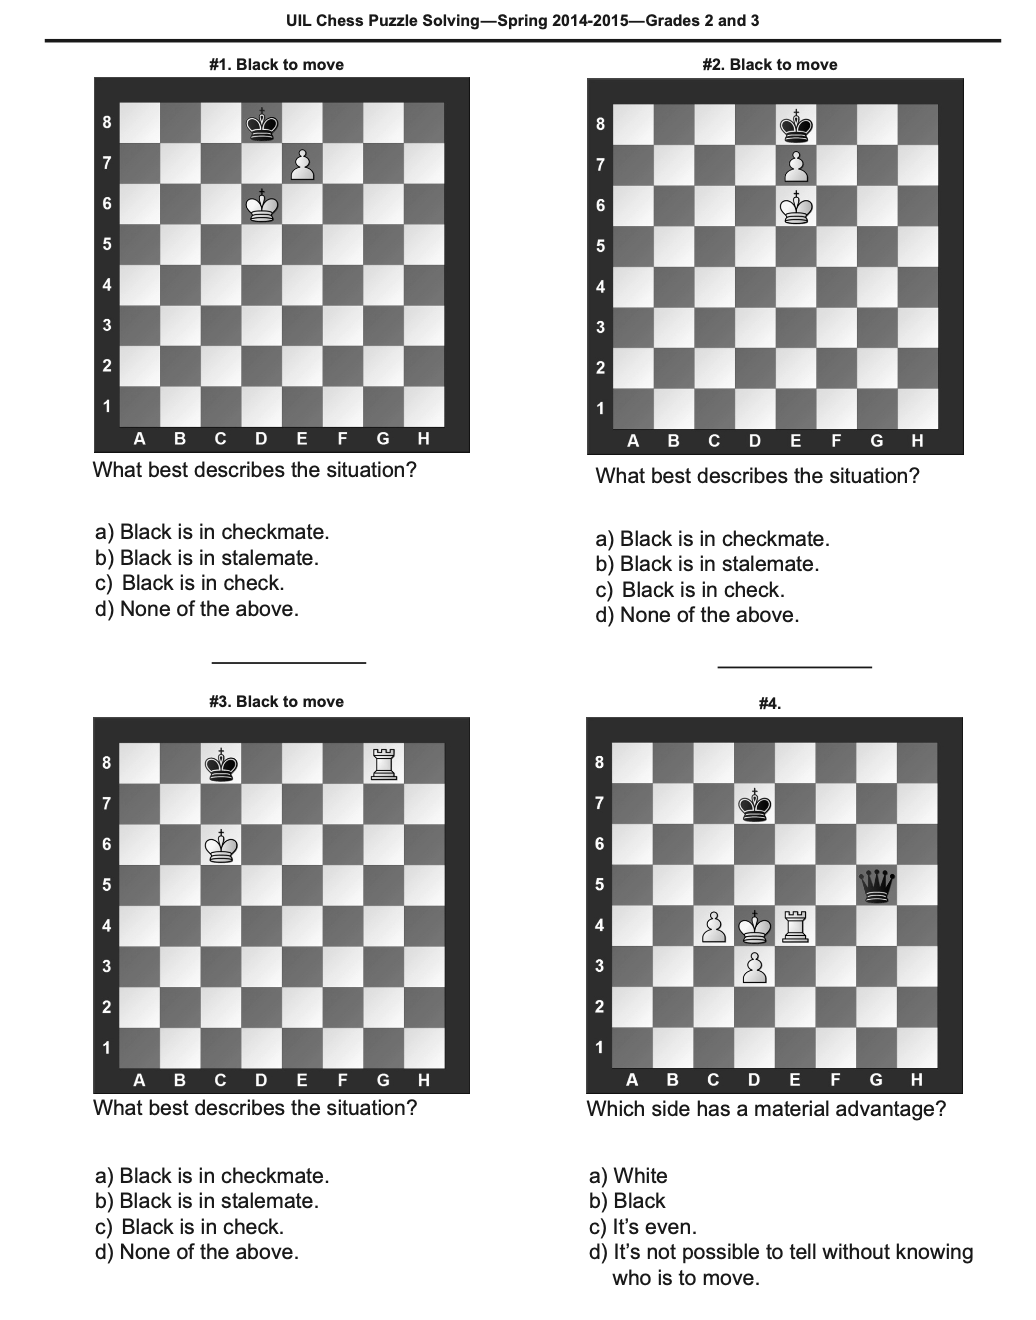 UIL Chess Puzzle Solving—Spring 2014-2015—Grades 2 and 3
#1. Black to move
8
7
6
5
4
3
2
1
A B C D E F G H
What best describes the situation?
a) Black is in checkmate.
b) Black is in stalemate.
c) Black is in check.
d) None of the above.
#2. Black to move
8
7
6
5
4
3
2
1
A B C D E F G H
What best describes the situation?
a) Black is in checkmate.
b) Black is in stalemate.
c) Black is in check.
d) None of the above.
#3. Black to move
8
7
6
5
4
3
2
1
A B C D E F G H
What best describes the situation?
a) Black is in checkmate.
b) Black is in stalemate.
c) Black is in check.
d) None of the above.
#4.
8
7
6
5
4
3
2
1
A B C D E F G H
Which side has a material advantage?
a) White
b) Black
c) It’s even.
d) It’s not possible to tell without knowing
who is to move.